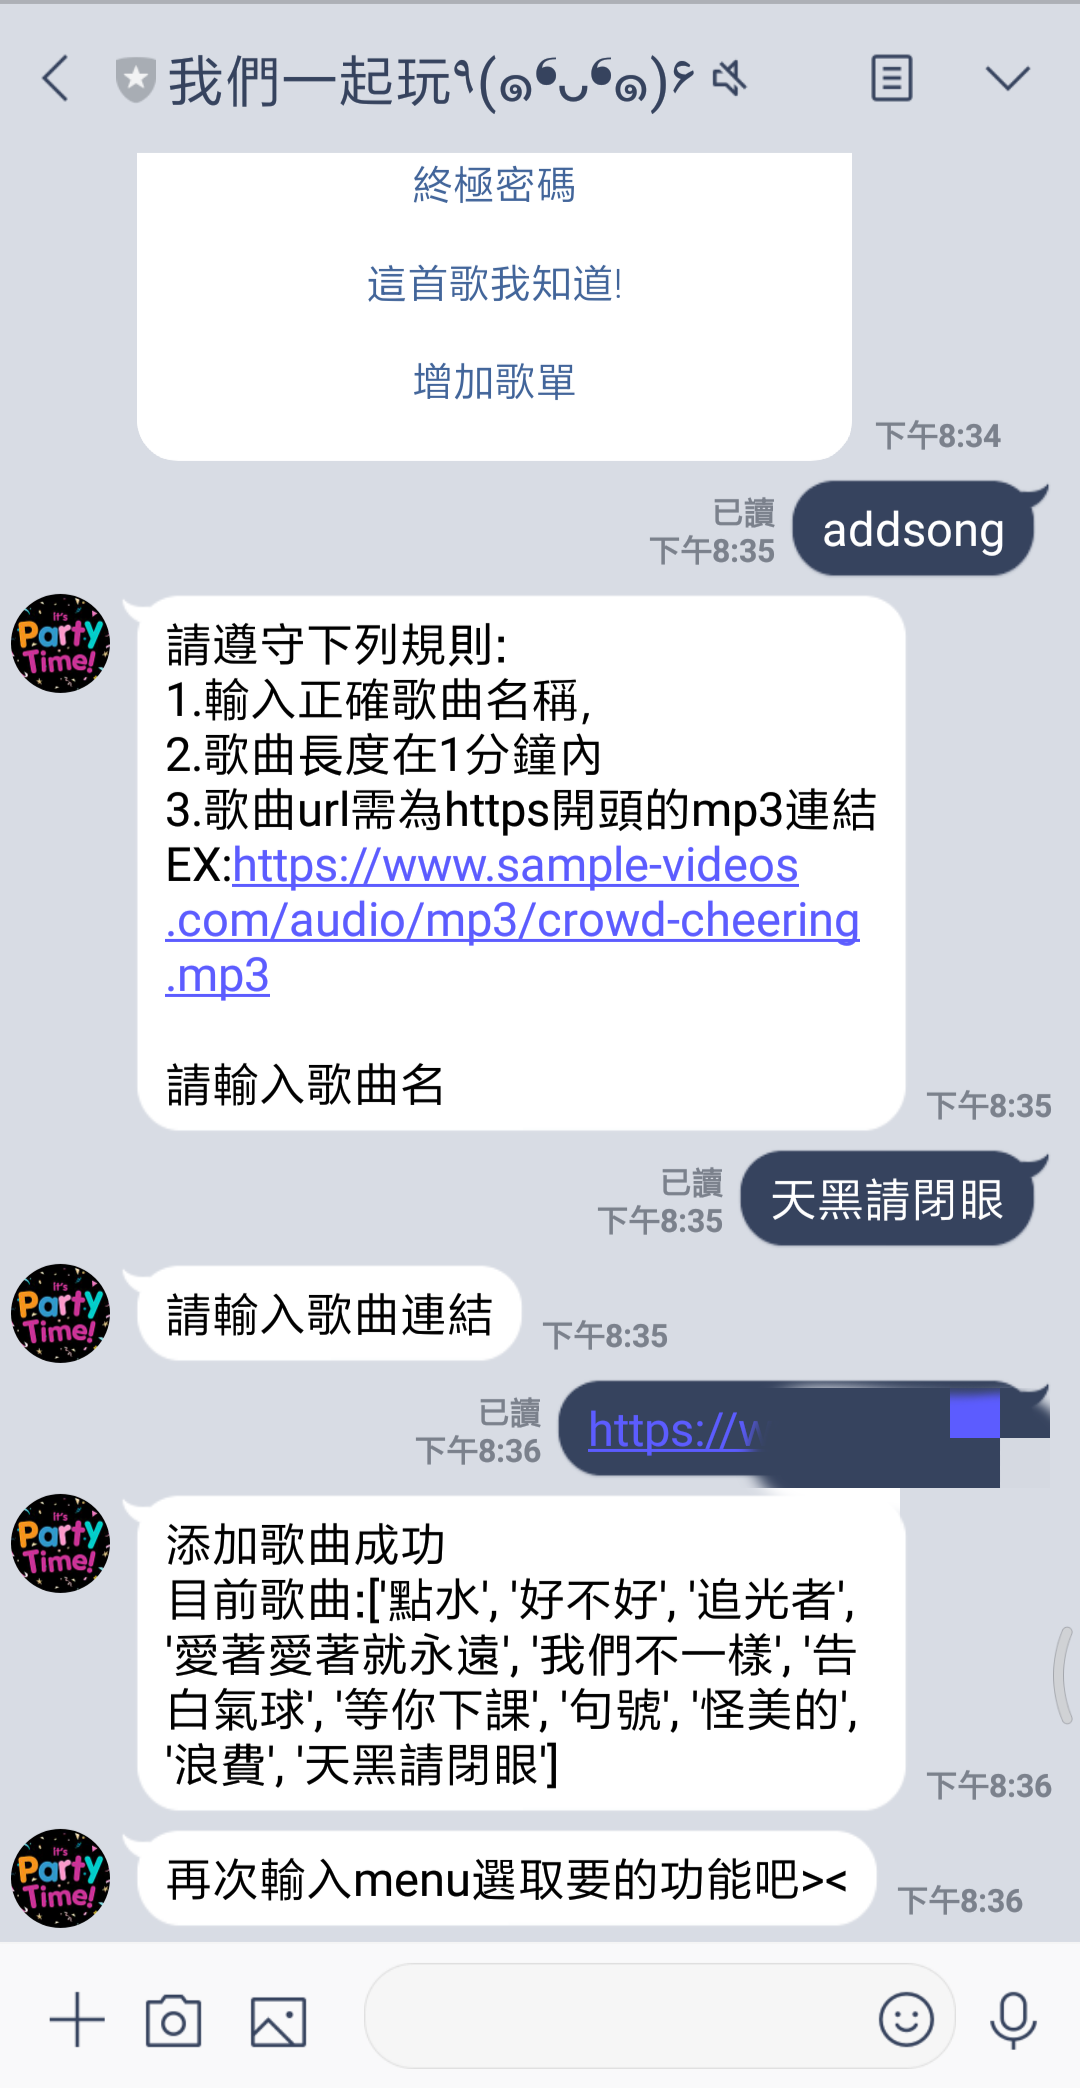 我們一起玩٩(๑❛ᴗ❛๑)۶
終極密碼
這首歌我知道!
增加歌單
下午8:34
已讀
下午8:35
addsong
It's
Party
Time!
請遵守下列規則:
1.輸入正確歌曲名稱,
2.歌曲長度在1分鐘內
3.歌曲url需為https開頭的mp3連結
EX:https://www.sample-videos
.com/audio/mp3/crowd-cheering
.mp3
請輸入歌曲名
下午8:35
已讀
下午8:35
天黑請閉眼
It's
Party
Time!
請輸入歌曲連結
下午8:35
已讀
下午8:36
https://w
It's
Party
Time!
添加歌曲成功
目前歌曲:['點水', '好不好', '追光者',
'愛著愛著就永遠', '我們不一樣', '告
白氣球', '等你下課', '句號', '怪美的',
'浪費', '天黑請閉眼']
下午8:36
It's
Party
Time!
再次輸入menu選取要的功能吧><
下午8:36